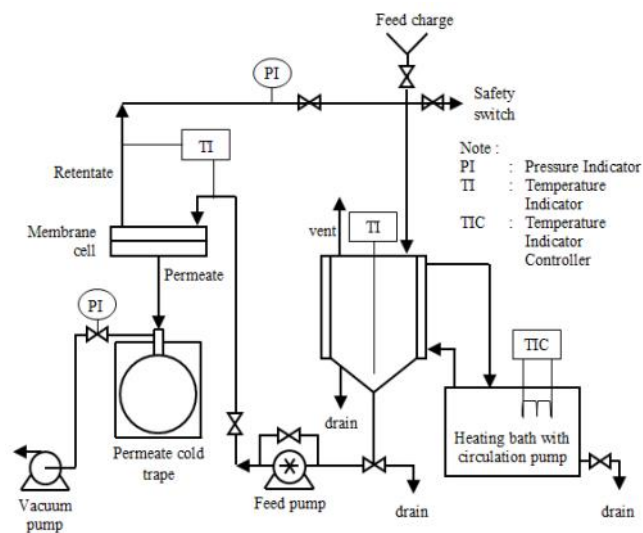 Feed charge
PI
Safety
switch
TI
Retentate
Note :
PI : Pressure Indicator
TI : Temperature
Indicator
TIC : Temperature
Indicator
Controller
Membrane
cell
vent
TI
Permeate
PI
TIC
drain
Heating bath with
circulation pump
Permeate cold
trape
Vacuum
pump
Feed pump
drain
drain